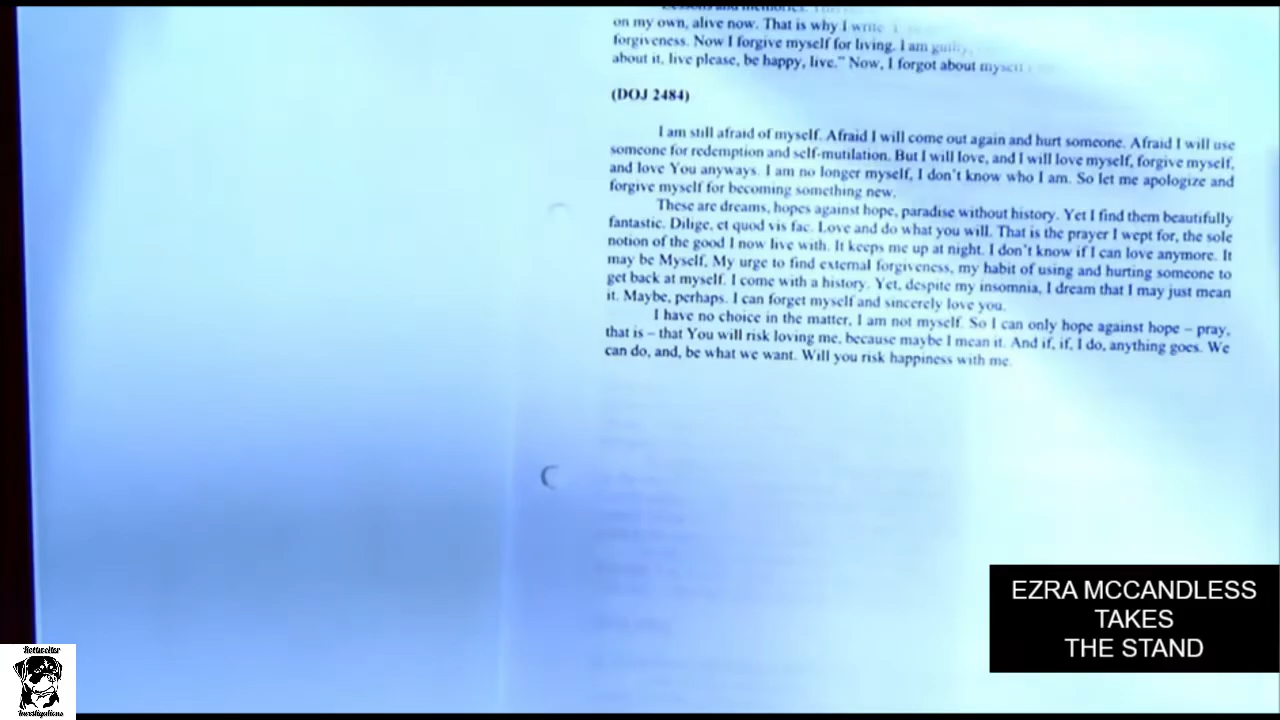 Lessons and memories.
on my own, alive now. That is why I write
forgiveness. Now I forgive myself for living. I am guilty,
about it, live please, be happy, live.” Now, I forgot about myself
(DOJ 2484)
I am still afraid of myself. Afraid I will come out again and hurt someone. Afraid I will use
someone for redemption and self-mutilation. But I will love, and I will love myself, forgive myself,
and love You anyways. I am no longer myself, I don't know who I am. So let me apologize and
forgive myself for becoming something new.
These are dreams, hopes against hope, paradise without history. Yet I find them beautifully
fantastic. Dilige, et quod vis fac. Love and do what you will. That is the prayer I wept for, the sole
notion of the good I now live with. It keeps me up at night. I don't know if I can love anymore. It
may be Myself, My urge to find external forgiveness, my habit of using and hurting someone to
get back at myself. I come with a history. Yet, despite my insomnia, I dream that I may just mean
it. Maybe, perhaps. I can forget myself and sincerely love you.
I have no choice in the matter, I am not myself. So I can only hope against hope – pray,
that is – that You will risk loving me, because maybe I mean it. And if, if, I do, anything goes. We
can do, and, be what we want. Will you risk happiness with me.
EZRA MCCANDLESS
TAKES
THE STAND
Rottweiler
Investigations